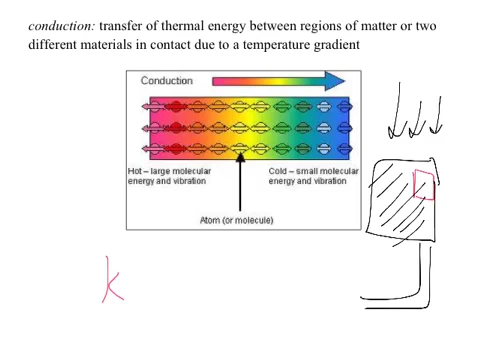 conduction: transfer of thermal energy between regions of matter or two
different materials in contact due to a temperature gradient
Conduction
Hot – large molecular
energy and vibration
Cold – small molecular
energy and vibration
Atom (or molecule)
k